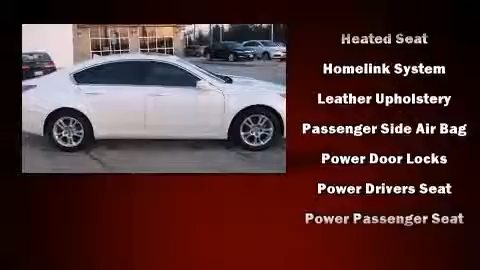 Heated Seat
Homelink System
Leather Upholstery
Passenger Side Air Bag
Power Door Locks
Power Drivers Seat
Power Passenger Seat